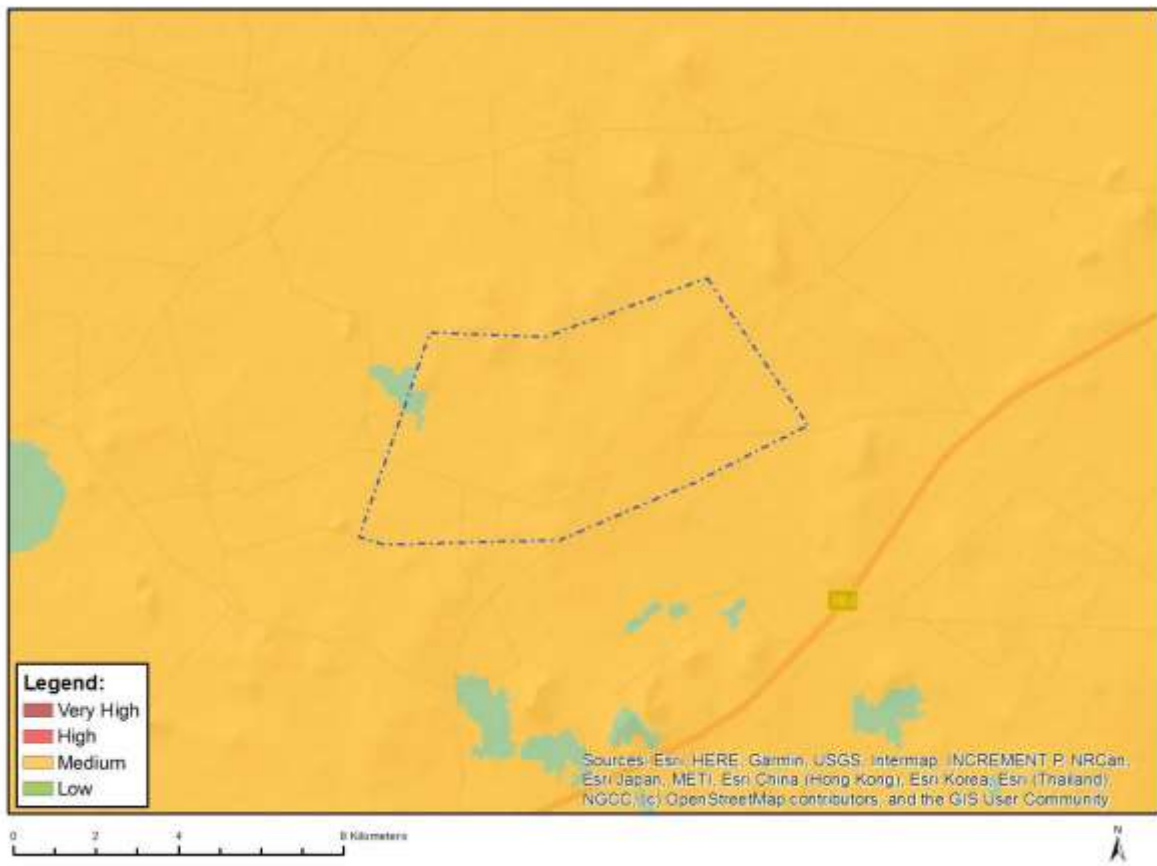 Legend:
Very High
High
Medium
Low
Sources: Esri, HERE, Garmin, USGS, Intermap, INCREMENT P, NRCan,
Esri Japan, METI, Esri China (Hong Kong), Esri Korea, Esri (Thailand),
NGCC, (c) OpenStreetMap contributors, and the GIS User Community
0 2 4 8 Kilometers
N